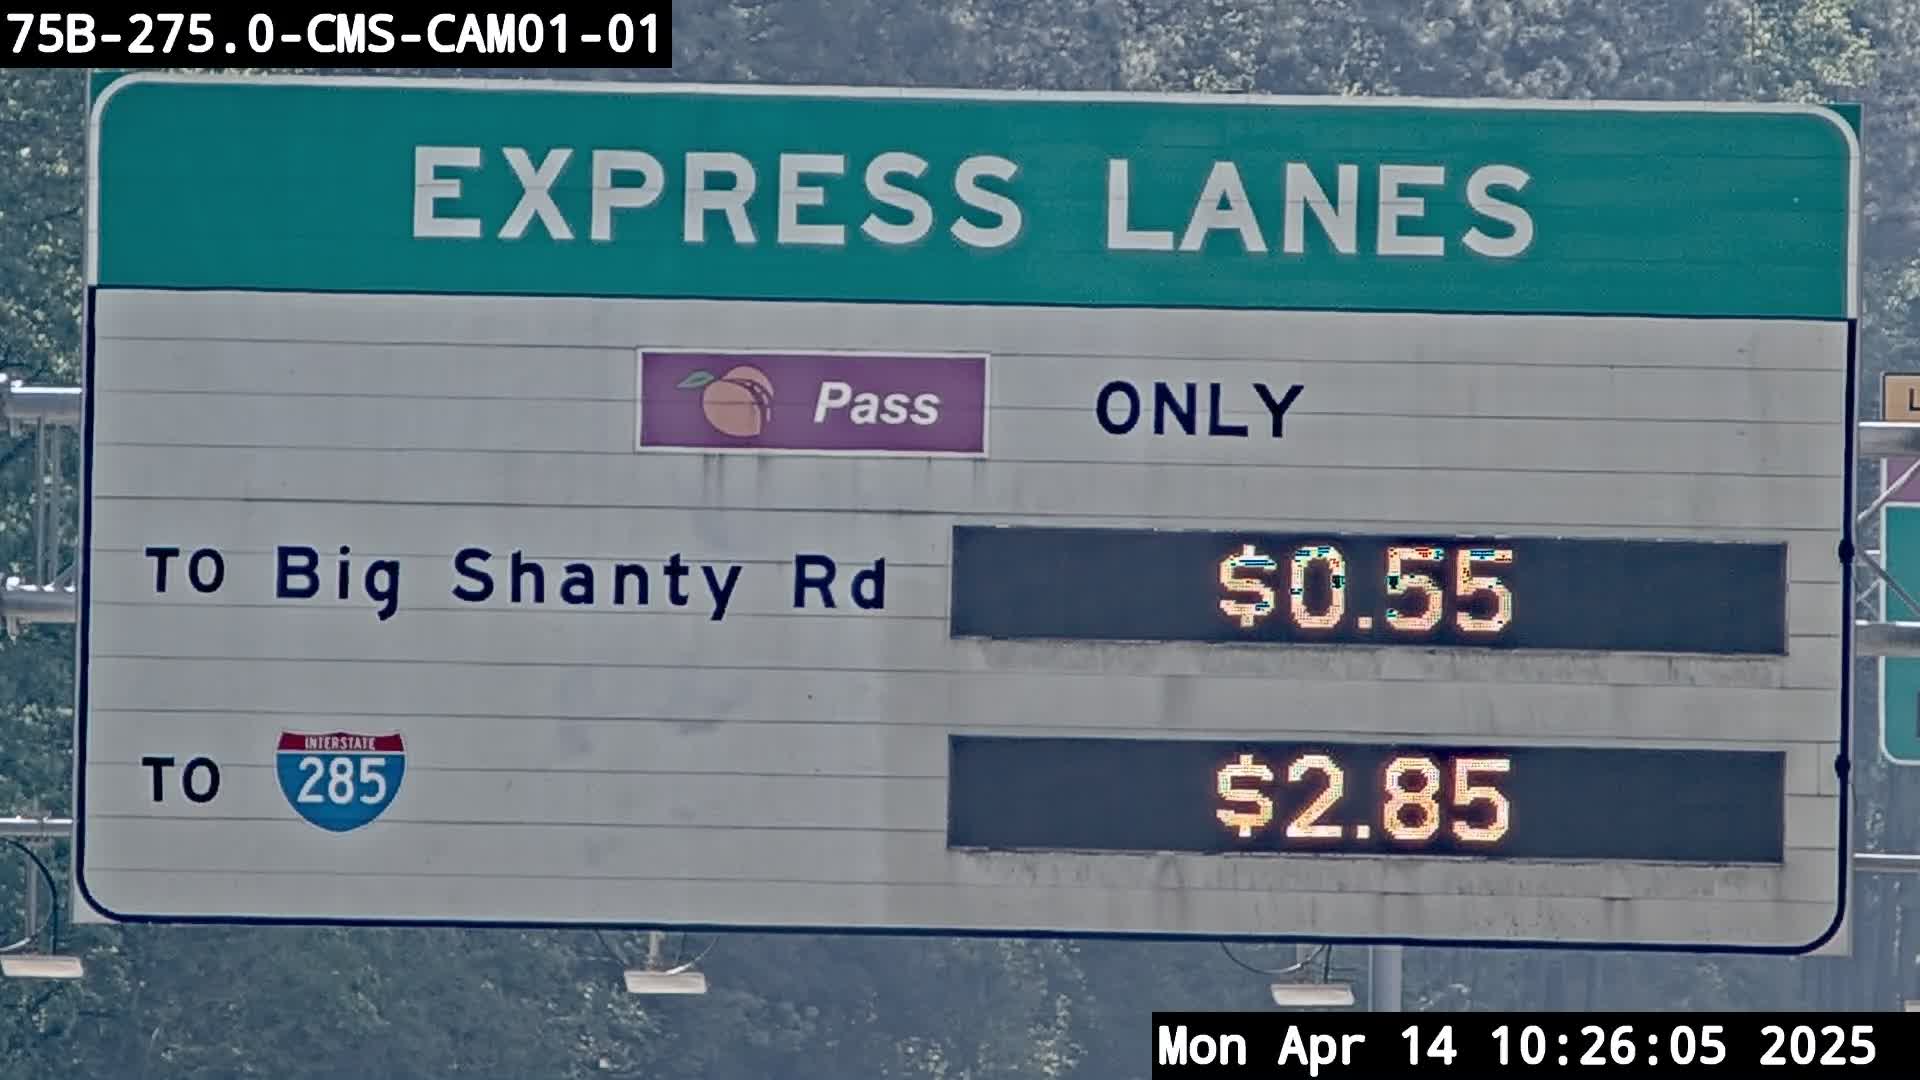 75B-275.0-CMS-CAM01-01
EXPRESS LANES
Pass ONLY
TO Big Shanty Rd $0.55
TO INTERSTATE 285 $2.85
Mon Apr 14 10:26:05 2025